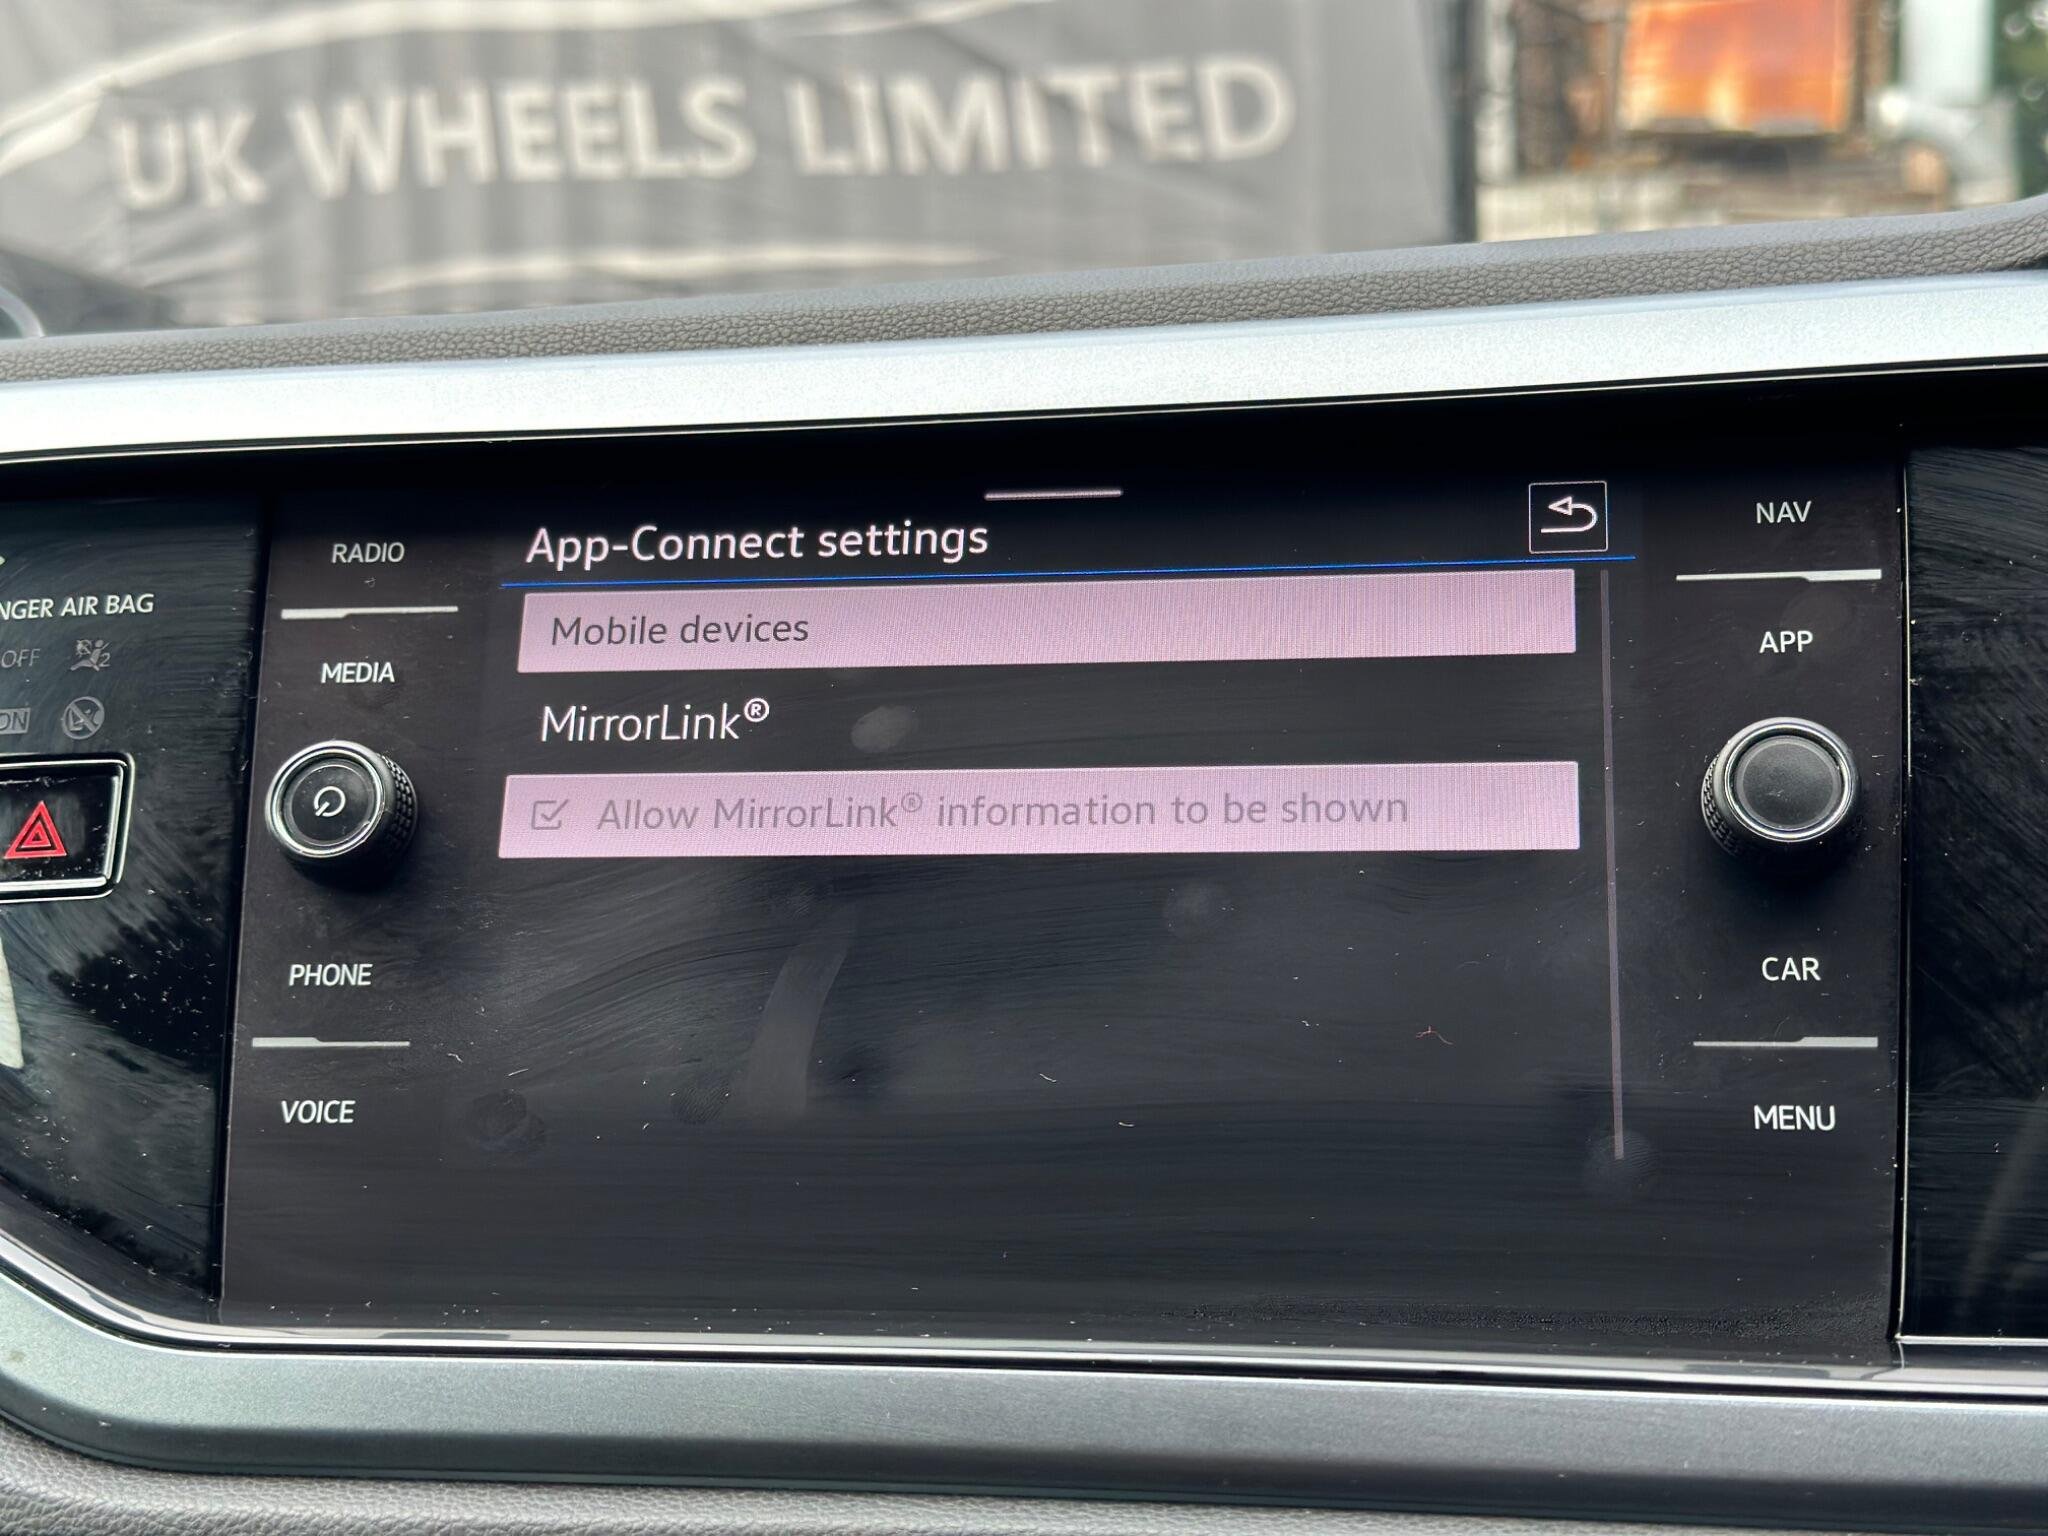 UK WHEELS LIMITED
NGER AIR BAG
OFF
ON
RADIO
MEDIA
PHONE
VOICE
App-Connect settings
Mobile devices
MirrorLink®
Allow MirrorLink® information to be shown
NAV
APP
CAR
MENU